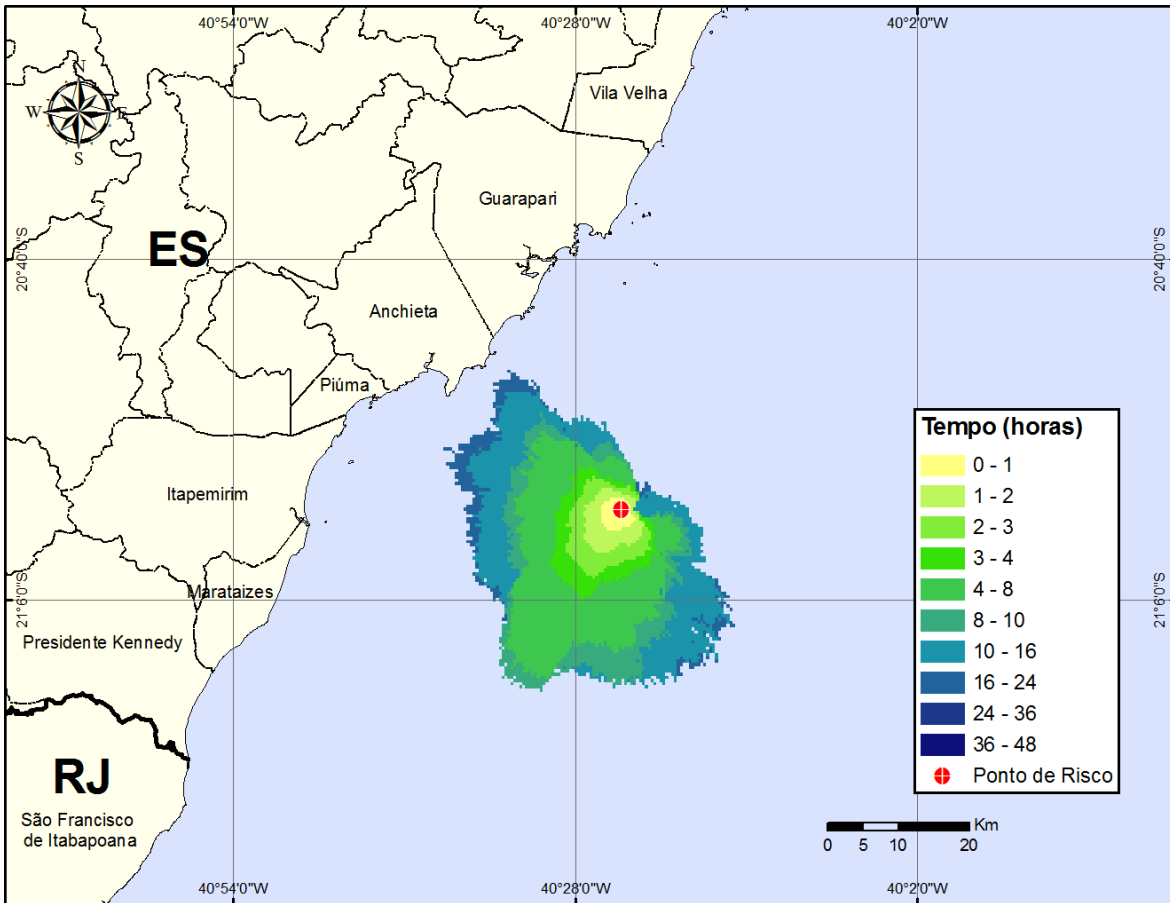 40°54'0"W
40°28'0"W
40°2'0"W
N
W
E
S
Vila Velha
Guarapari
ES
20°40'0"S
20°40'0"S
Anchieta
Piúma
Itapemirim
Marataizes
21°6'0"S
21°6'0"S
Presidente Kennedy
RJ
São Francisco
de Itabapoana
Tempo (horas)
0 - 1
1 - 2
2 - 3
3 - 4
4 - 8
8 - 10
10 - 16
16 - 24
24 - 36
36 - 48
Ponto de Risco
Km
0 5 10 20
40°54'0"W
40°28'0"W
40°2'0"W